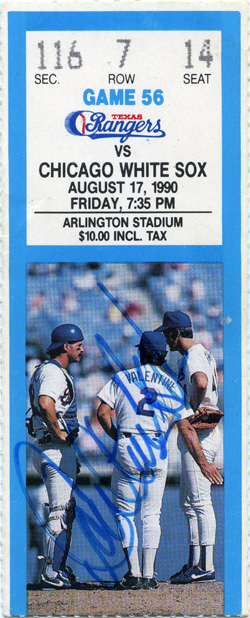 116 7 14
SEC. ROW SEAT
GAME 56
TEXAS
Rangers
VS
CHICAGO WHITE SOX
AUGUST 17, 1990
FRIDAY, 7:35 PM
ARLINGTON STADIUM
$10.00 INCL. TAX
VALENTINE
2